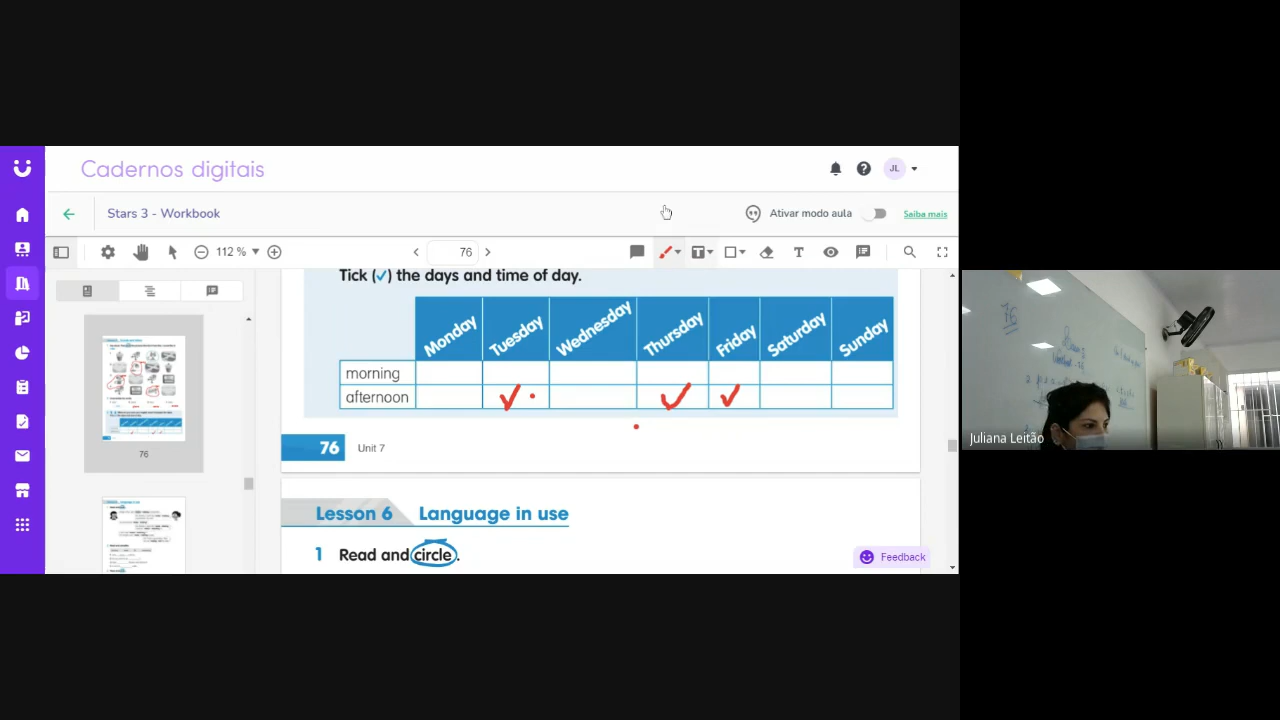 Cadernos digitais
JL
Stars 3 - Workbook
Ativar modo aula
Saiba mais
112 %
76
Tick (✓) the days and time of day.
Monday Tuesday Wednesday Thursday Friday Saturday Sunday
morning
afternoon
76 Unit 7
76
Lesson 6 Language in use
1 Read and circle.
Feedback
76
Juliana Leitão